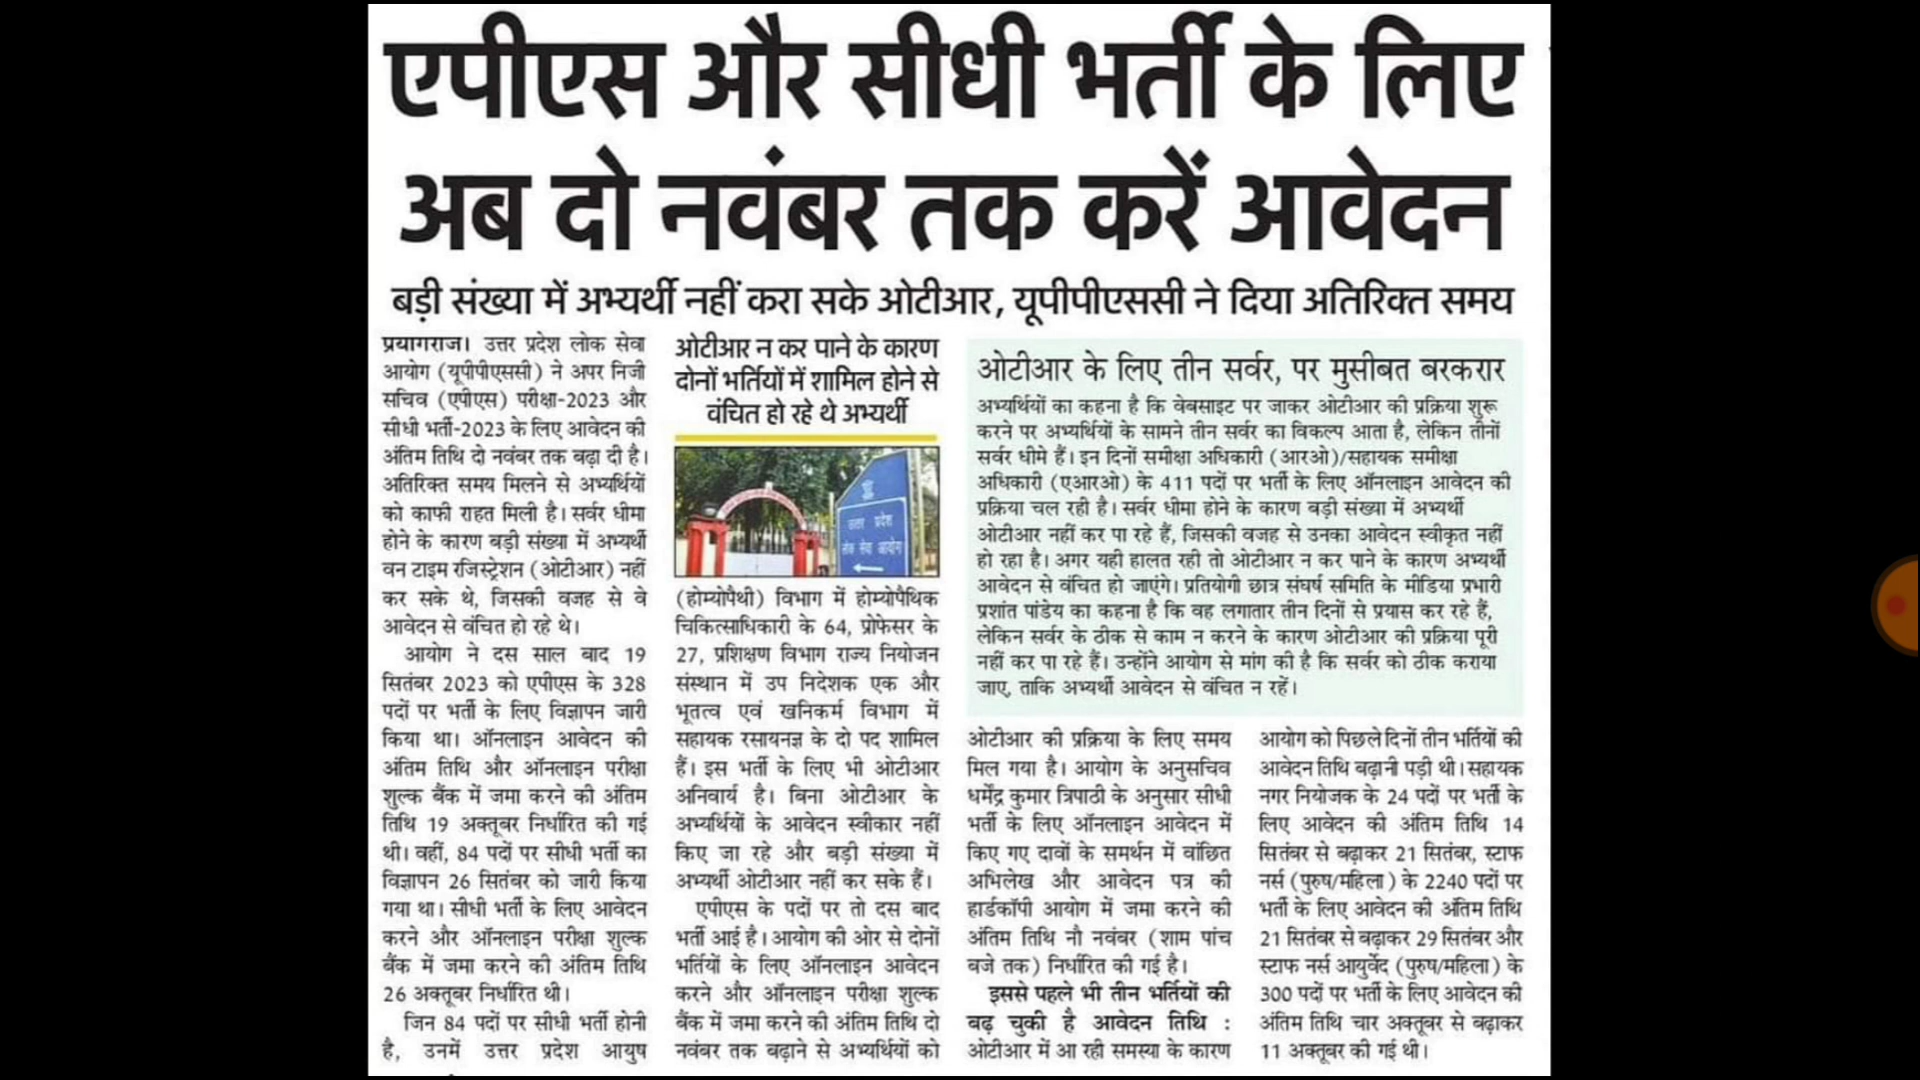 एपीएस और सीधी भर्ती के लिए
अब दो नवंबर तक करें आवेदन
बड़ी संख्या में अभ्यर्थी नहीं करा सके ओटीआर, यूपीपीएससी ने दिया अतिरिक्त समय
प्रयागराज। उत्तर प्रदेश लोक सेवा
आयोग (यूपीपीएससी) ने अपर निजी
सचिव (एपीएस) परीक्षा-2023 और
सीधी भर्ती-2023 के लिए आवेदन की
अंतिम तिथि दो नवंबर तक बढ़ा दी है।
अतिरिक्त समय मिलने से अभ्यर्थियों
को काफी राहत मिली है। सर्वर धीमा
होने के कारण बड़ी संख्या में अभ्यर्थी
वन टाइम रजिस्ट्रेशन (ओटीआर) नहीं
कर सके थे, जिसकी वजह से वे
आवेदन से वंचित हो रहे थे।
आयोग ने दस साल बाद 19
सितंबर 2023 को एपीएस के 328
पदों पर भर्ती के लिए विज्ञापन जारी
किया था। ऑनलाइन आवेदन की
अंतिम तिथि और ऑनलाइन परीक्षा
शुल्क बैंक में जमा करने की अंतिम
तिथि 19 अक्तूबर निर्धारित की गई
थी। वहीं, 84 पदों पर सीधी भर्ती का
विज्ञापन 26 सितंबर को जारी किया
गया था। सीधी भर्ती के लिए आवेदन
करने और ऑनलाइन परीक्षा शुल्क
बैंक में जमा करने की अंतिम तिथि
26 अक्तूबर निर्धारित थी।
जिन 84 पदों पर सीधी भर्ती होनी
है, उनमें उत्तर प्रदेश आयुष
ओटीआर न कर पाने के कारण
दोनों भर्तियों में शामिल होने से
वंचित हो रहे थे अभ्यर्थी
उत्तर प्रदेश
लोक सेवा आयोग
(होम्योपैथी) विभाग में होम्योपैथिक
चिकित्साधिकारी के 64, प्रोफेसर के
27, प्रशिक्षण विभाग राज्य नियोजन
संस्थान में उप निदेशक एक और
भूतत्व एवं खनिकर्म विभाग में
सहायक रसायनज्ञ के दो पद शामिल
हैं। इस भर्ती के लिए भी ओटीआर
अनिवार्य है। बिना ओटीआर के
अभ्यर्थियों के आवेदन स्वीकार नहीं
किए जा रहे और बड़ी संख्या में
अभ्यर्थी ओटीआर नहीं कर सके हैं।
एपीएस के पदों पर तो दस बाद
भर्ती आई है। आयोग की ओर से दोनों
भर्तियों के लिए ऑनलाइन आवेदन
करने और ऑनलाइन परीक्षा शुल्क
बैंक में जमा करने की अंतिम तिथि दो
नवंबर तक बढ़ाने से अभ्यर्थियों को
ओटीआर के लिए तीन सर्वर, पर मुसीबत बरकरार
अभ्यर्थियों का कहना है कि वेबसाइट पर जाकर ओटीआर की प्रक्रिया शुरू
करने पर अभ्यर्थियों के सामने तीन सर्वर का विकल्प आता है, लेकिन तीनों
सर्वर धीमे हैं। इन दिनों समीक्षा अधिकारी (आरओ)/सहायक समीक्षा
अधिकारी (एआरओ) के 411 पदों पर भर्ती के लिए ऑनलाइन आवेदन की
प्रक्रिया चल रही है। सर्वर धीमा होने के कारण बड़ी संख्या में अभ्यर्थी
ओटीआर नहीं कर पा रहे हैं, जिसकी वजह से उनका आवेदन स्वीकृत नहीं
हो रहा है। अगर यही हालत रही तो ओटीआर न कर पाने के कारण अभ्यर्थी
आवेदन से वंचित हो जाएंगे। प्रतियोगी छात्र संघर्ष समिति के मीडिया प्रभारी
प्रशांत पांडेय का कहना है कि वह लगातार तीन दिनों से प्रयास कर रहे हैं,
लेकिन सर्वर के ठीक से काम न करने के कारण ओटीआर की प्रक्रिया पूरी
नहीं कर पा रहे हैं। उन्होंने आयोग से मांग की है कि सर्वर को ठीक कराया
जाए, ताकि अभ्यर्थी आवेदन से वंचित न रहें।
ओटीआर की प्रक्रिया के लिए समय
मिल गया है। आयोग के अनुसचिव
धर्मेंद्र कुमार त्रिपाठी के अनुसार सीधी
भर्ती के लिए ऑनलाइन आवेदन में
किए गए दावों के समर्थन में वांछित
अभिलेख और आवेदन पत्र की
हार्डकॉपी आयोग में जमा करने की
अंतिम तिथि नौ नवंबर (शाम पांच
बजे तक) निर्धारित की गई है।
इससे पहले भी तीन भर्तियों की
बढ़ चुकी है आवेदन तिथि :
ओटीआर में आ रही समस्या के कारण
आयोग को पिछले दिनों तीन भर्तियों की
आवेदन तिथि बढ़ानी पड़ी थी। सहायक
नगर नियोजक के 24 पदों पर भर्ती के
लिए आवेदन की अंतिम तिथि 14
सितंबर से बढ़ाकर 21 सितंबर, स्टाफ
नर्स (पुरुष/महिला) के 2240 पदों पर
भर्ती के लिए आवेदन की अंतिम तिथि
21 सितंबर से बढ़ाकर 29 सितंबर और
स्टाफ नर्स आयुर्वेद (पुरुष/महिला) के
300 पदों पर भर्ती के लिए आवेदन की
अंतिम तिथि चार अक्तूबर से बढ़ाकर
11 अक्तूबर की गई थी।